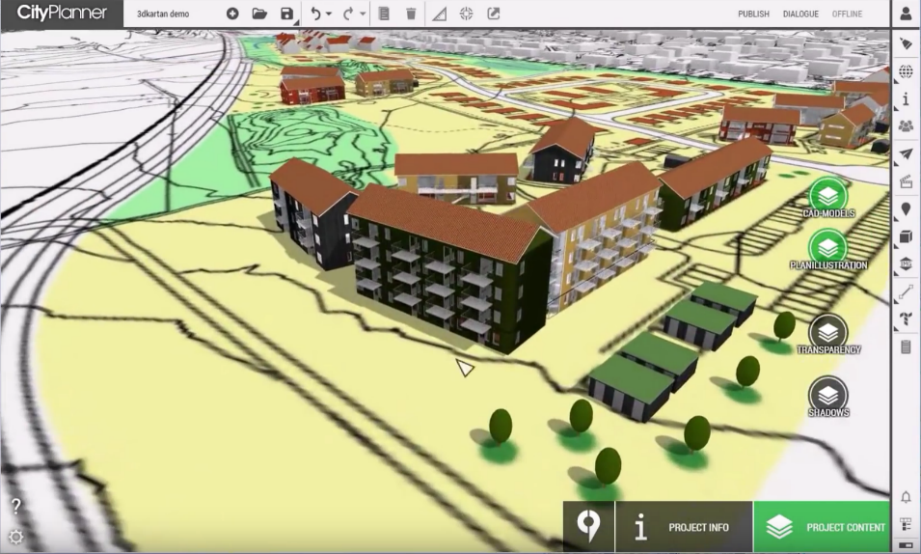 CityPlanner
3dkartan demo
PUBLISH DIALOGUE OFFLINE
CAD-MODELS
PLANILLUSTRATION
TRANSPARENCY
SHADOWS
?
i PROJECT INFO
PROJECT CONTENT